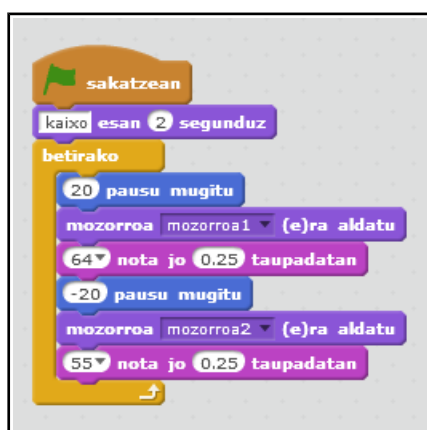 sakatzean
kaixo esan 2 segunduz
betirako
20 pausu mugitu
mozorroa mozorroa1 (e)ra aldatu
64 nota jo 0.25 taupadatan
-20 pausu mugitu
mozorroa mozorroa2 (e)ra aldatu
55 nota jo 0.25 taupadatan